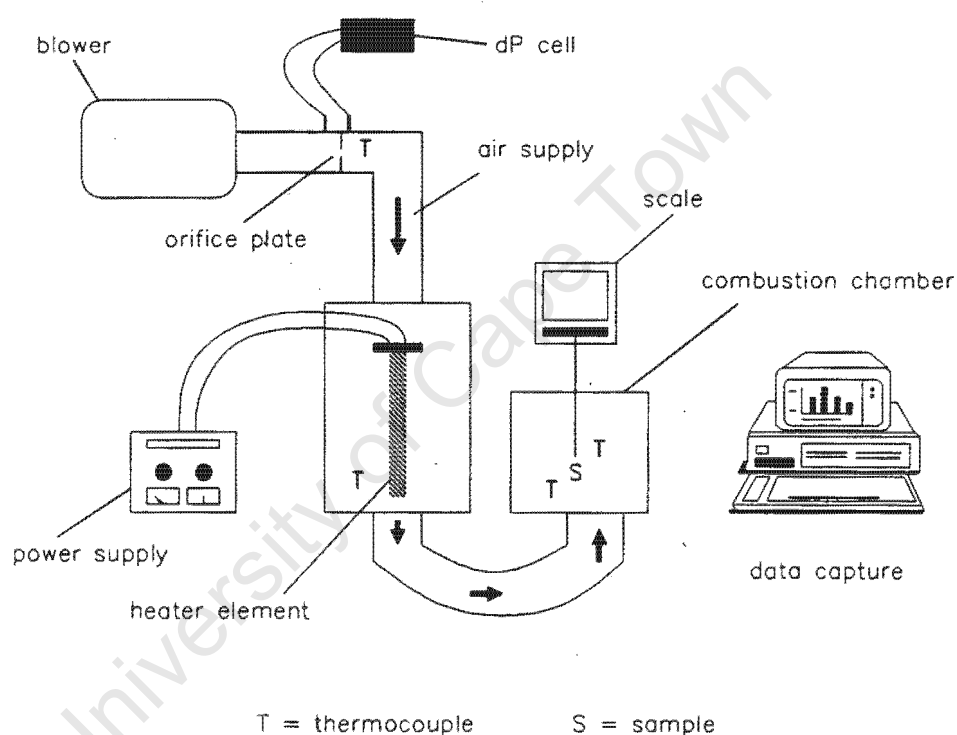 blower
dP cell
T
air supply
orifice plate
scale
combustion chamber
T
T
S
T
power supply
heater element
data capture
T = thermocouple S = sample
University of Cape Town